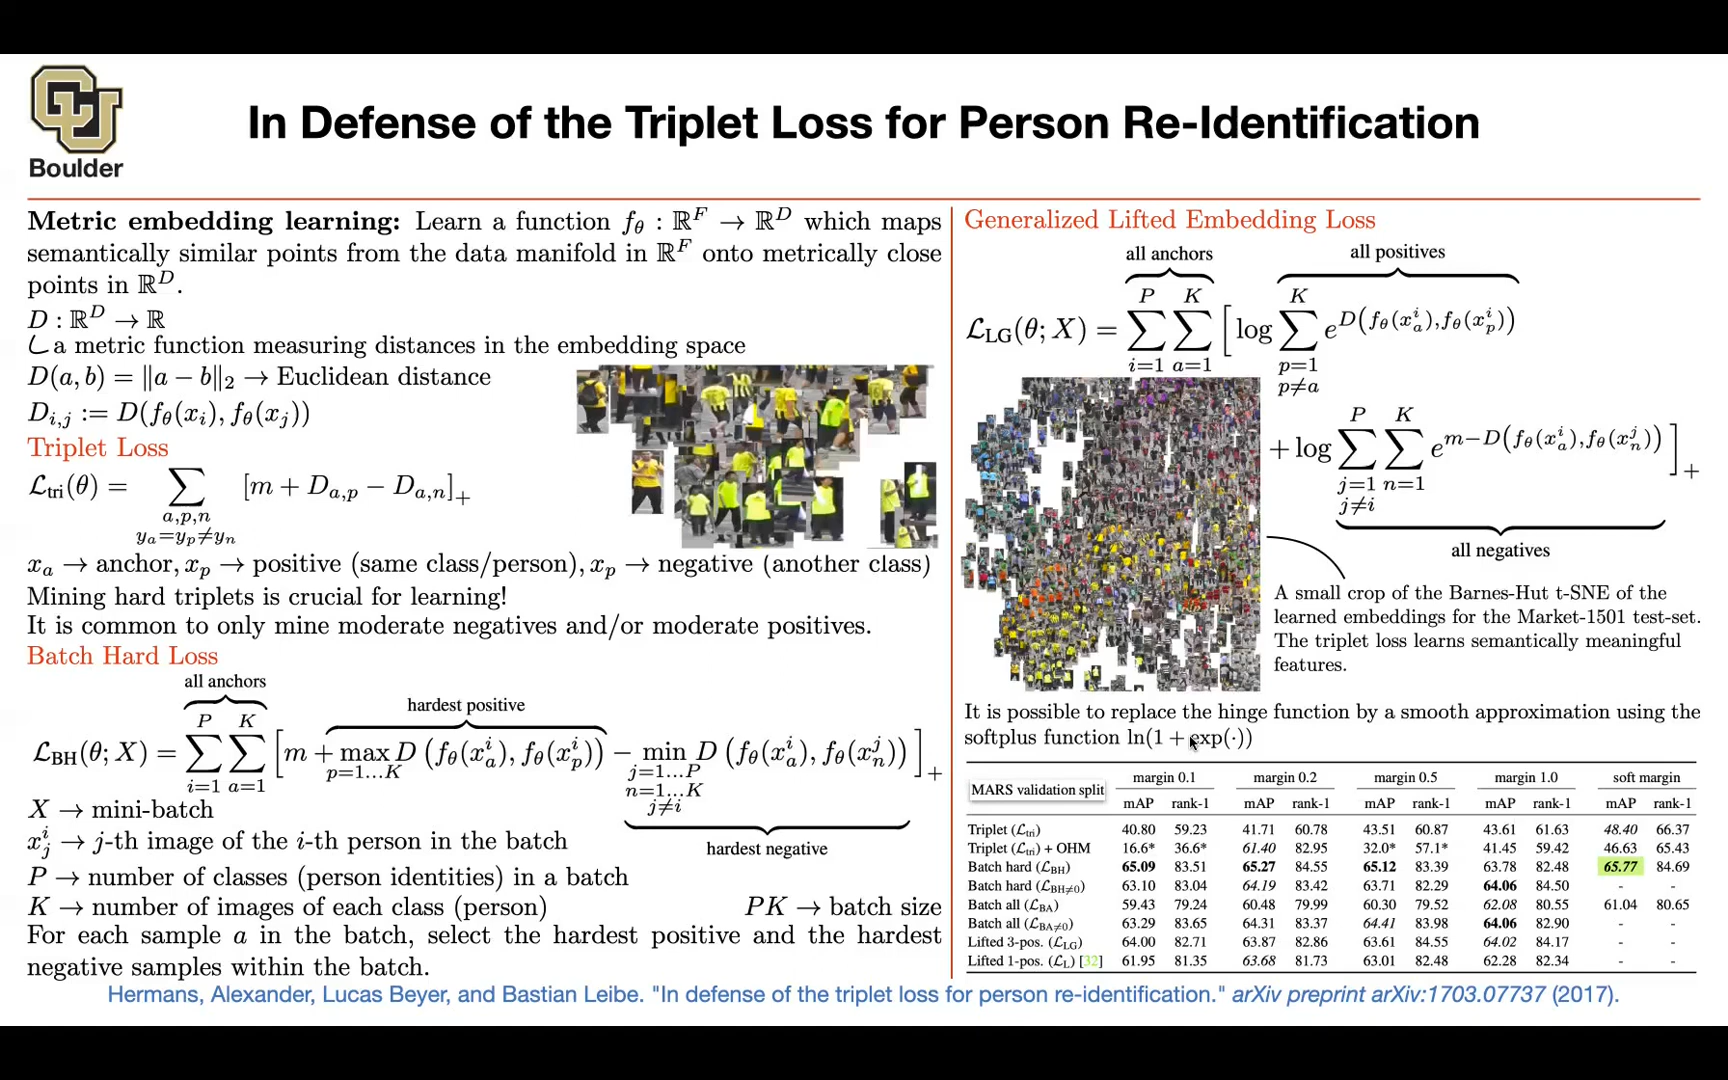 Boulder
In Defense of the Triplet Loss for Person Re-Identification
Metric embedding learning: Learn a function f_θ : ℝ^F → ℝ^D which maps
semantically similar points from the data manifold in ℝ^F onto metrically close
points in ℝ^D.
D : ℝ^D → ℝ
a metric function measuring distances in the embedding space
D(a, b) = ‖a − b‖₂ → Euclidean distance
D_{i,j} := D(f_θ(x_i), f_θ(x_j))
Triplet Loss
L_tri(θ) = ∑_{a,p,n y_a=y_p≠y_n} [m + D_{a,p} − D_{a,n}]_+
x_a → anchor, x_p → positive (same class/person), x_p → negative (another class)
Mining hard triplets is crucial for learning!
It is common to only mine moderate negatives and/or moderate positives.
Batch Hard Loss
all anchors
hardest positive
L_BH(θ; X) = ∑_{i=1}^{P} ∑_{a=1}^{K} [m + max_{p=1...K} D(f_θ(x_a^i), f_θ(x_p^i)) − min_{j=1...P n=1...K j≠i} D(f_θ(x_a^i), f_θ(x_n^j))]_+
hardest negative
X → mini-batch
x_j^i → j-th image of the i-th person in the batch
P → number of classes (person identities) in a batch
K → number of images of each class (person) PK → batch size
For each sample a in the batch, select the hardest positive and the hardest
negative samples within the batch.
Generalized Lifted Embedding Loss
all anchors all positives
L_LG(θ; X) = ∑_{i=1}^{P} ∑_{a=1}^{K} [log ∑_{p=1 p≠a}^{K} e^{D(f_θ(x_a^i), f_θ(x_p^i))}
+ log ∑_{j=1 j≠i}^{P} ∑_{n=1}^{K} e^{m−D(f_θ(x_a^i), f_θ(x_n^j))}]_+
all negatives
A small crop of the Barnes-Hut t-SNE of the
learned embeddings for the Market-1501 test-set.
The triplet loss learns semantically meaningful
features.
It is possible to replace the hinge function by a smooth approximation using the
softplus function ln(1 + exp(·))
margin 0.1 margin 0.2 margin 0.5 margin 1.0 soft margin
MARS validation split
mAP rank-1 mAP rank-1 mAP rank-1 mAP rank-1 mAP rank-1
Triplet (L_tri) 40.80 59.23 41.71 60.78 43.51 60.87 43.61 61.63 48.40 66.37
Triplet (L_tri) + OHM 16.6* 36.6* 61.40 82.95 32.0* 57.1* 41.45 59.42 46.63 65.43
Batch hard (L_BH) 65.09 83.51 65.27 84.55 65.12 83.39 63.78 82.48 65.77 84.69
Batch hard (L_BH≠0) 63.10 83.04 64.19 83.42 63.71 82.29 64.06 84.50 - -
Batch all (L_BA) 59.43 79.24 60.48 79.99 60.30 79.52 62.08 80.55 61.04 80.65
Batch all (L_BA≠0) 63.29 83.65 64.31 83.37 64.41 83.98 64.06 82.90 - -
Lifted 3-pos. (L_LG) 64.00 82.71 63.87 82.86 63.61 84.55 64.02 84.17 - -
Lifted 1-pos. (L_L) [32] 61.95 81.35 63.68 81.73 63.01 82.48 62.28 82.34 - -
Hermans, Alexander, Lucas Beyer, and Bastian Leibe. "In defense of the triplet loss for person re-identification." arXiv preprint arXiv:1703.07737 (2017).